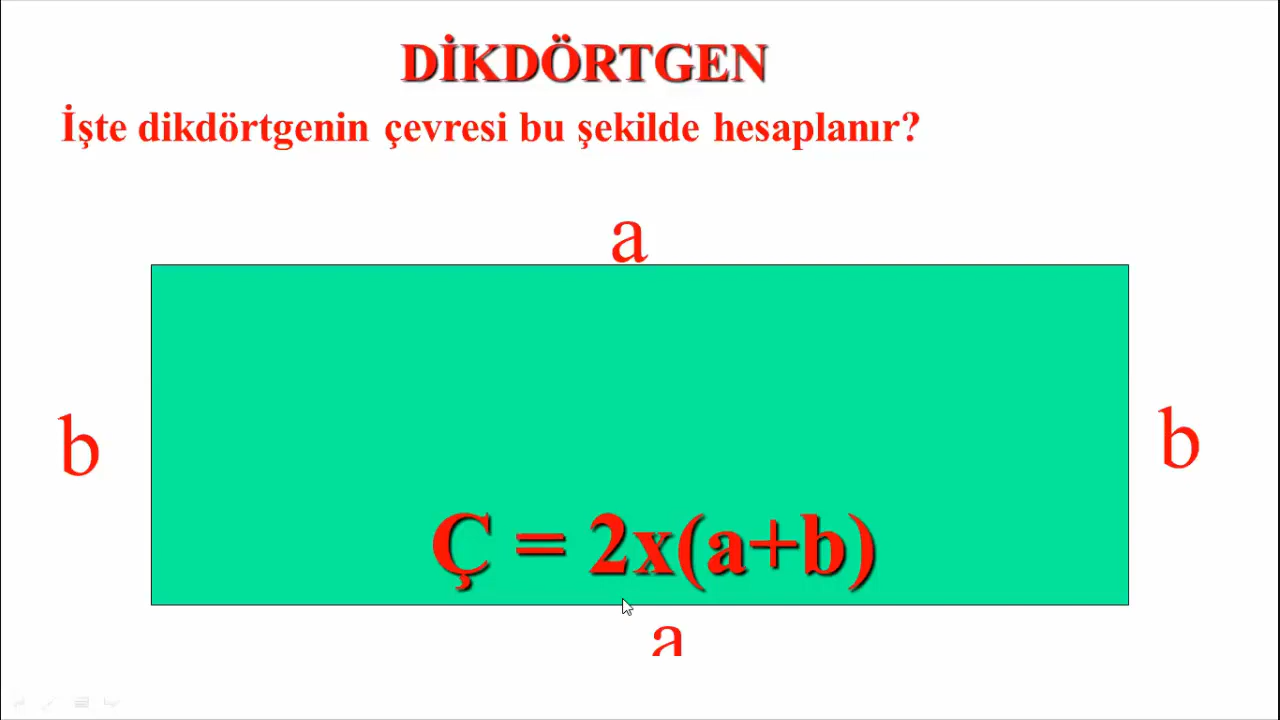 DİKDÖRTGEN
İşte dikdörtgenin çevresi bu şekilde hesaplanır?
a
b
b
Ç = 2x(a+b)
a